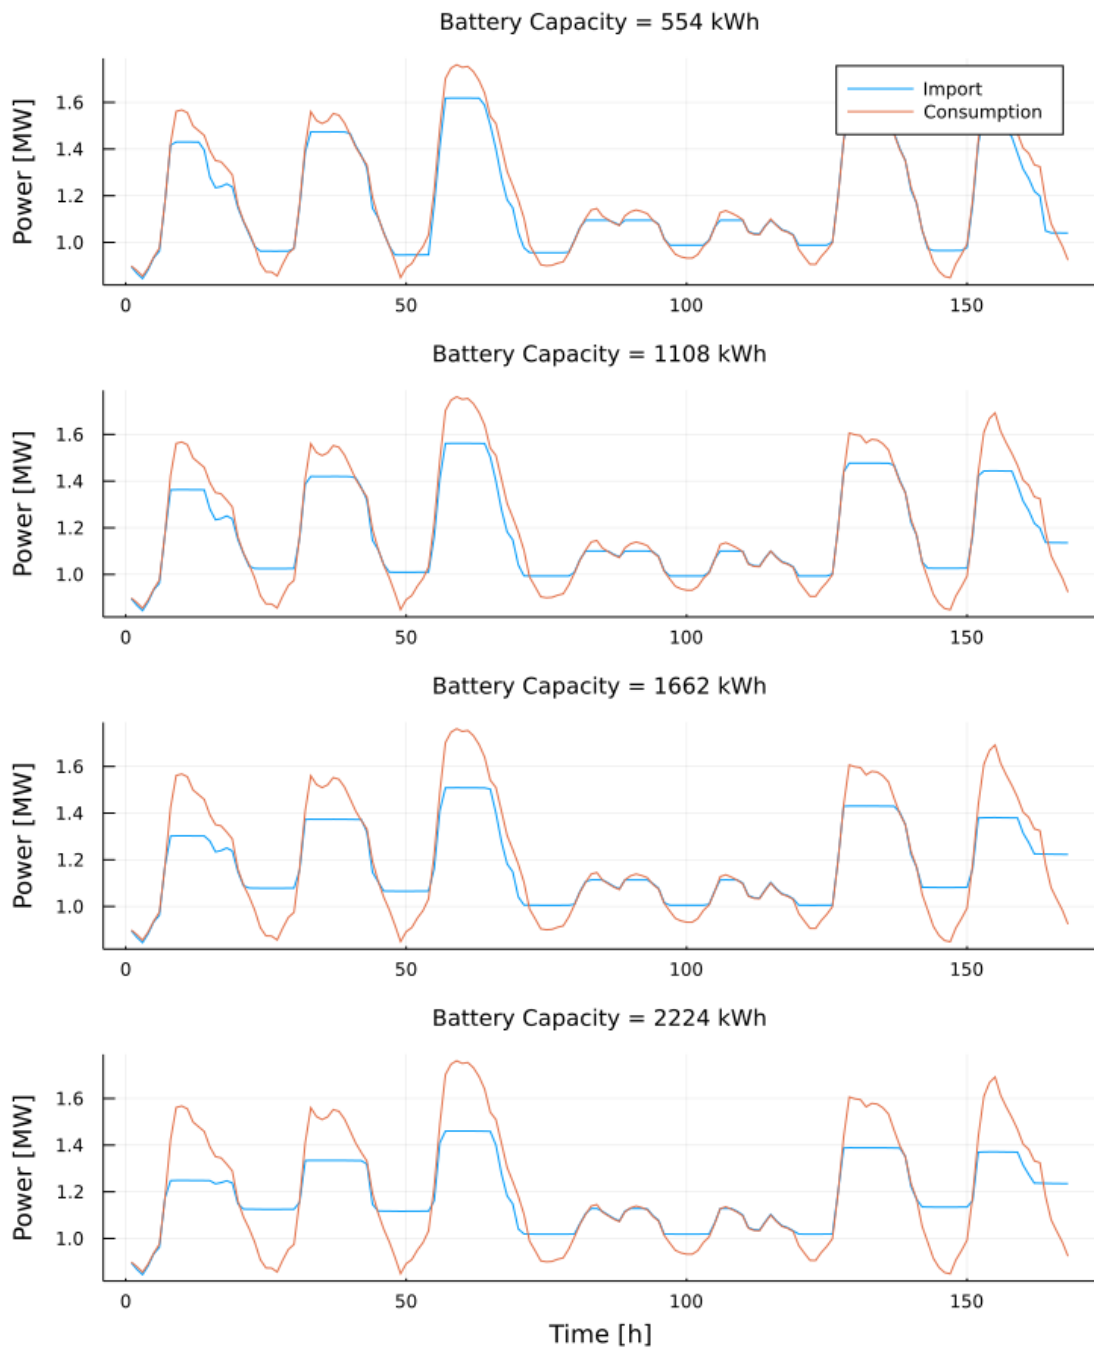 Battery Capacity = 554 kWh
Power [MW]
1.6
1.4
1.2
1.0
Import
Consumption
0 50 100 150
Battery Capacity = 1108 kWh
Power [MW]
1.6
1.4
1.2
1.0
0 50 100 150
Battery Capacity = 1662 kWh
Power [MW]
1.6
1.4
1.2
1.0
0 50 100 150
Battery Capacity = 2224 kWh
Power [MW]
1.6
1.4
1.2
1.0
0 50 100 150
Time [h]